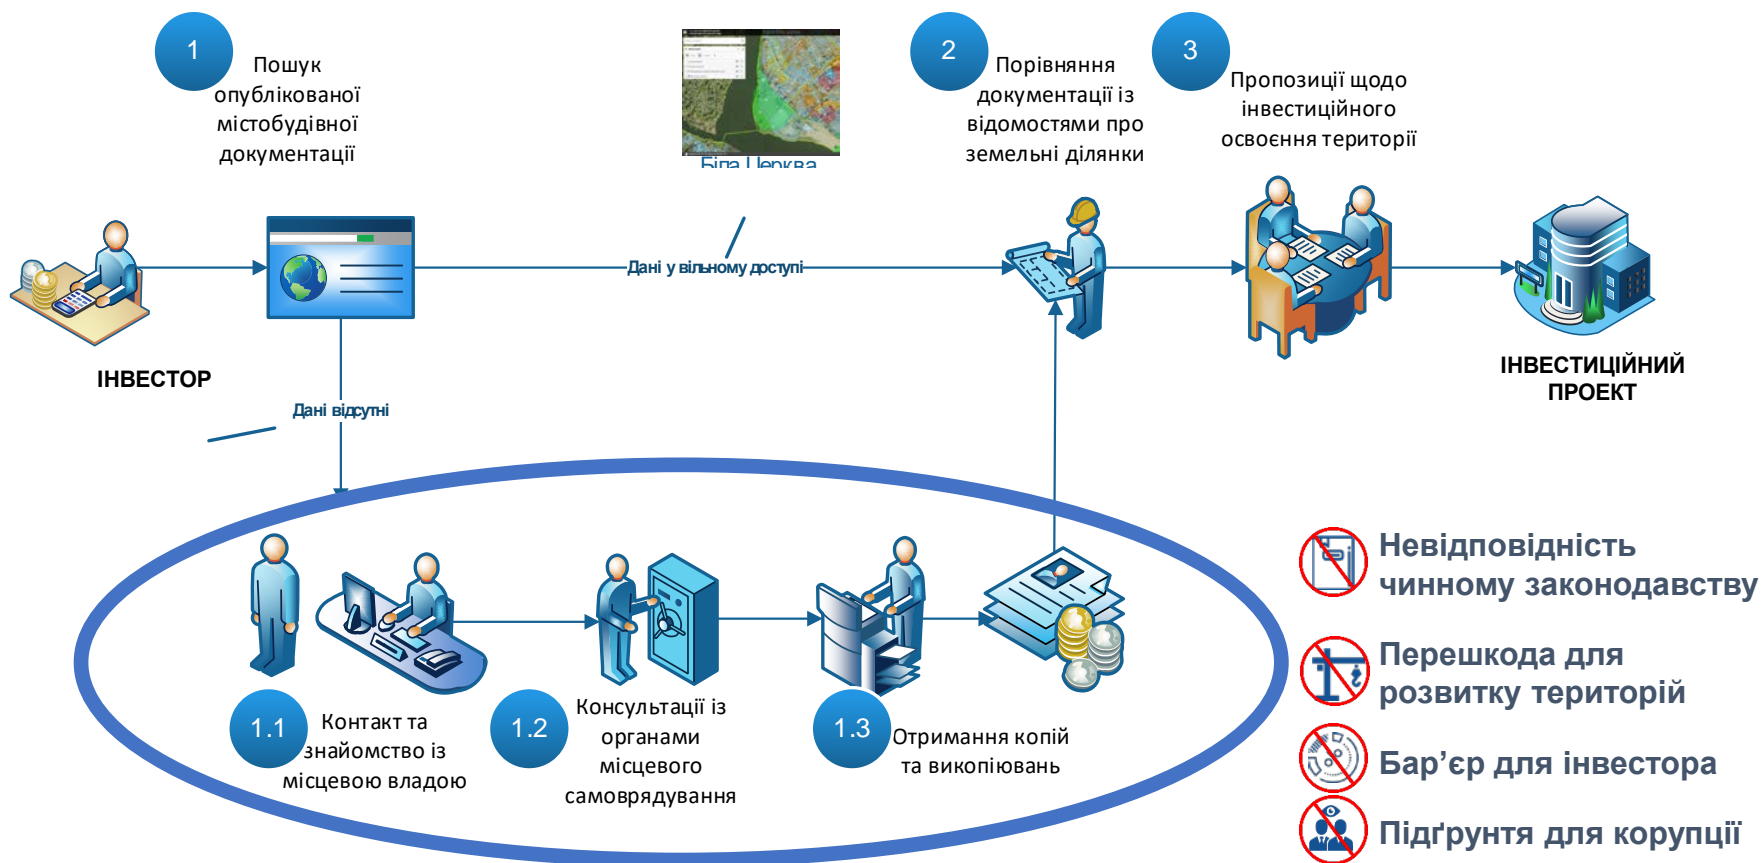 1
Пошук
опублікованої
містобудівної
документації
Біла Церква
2
Порівняння
документації із
відомостями про
земельні ділянки
3
Пропозиції щодо
інвестиційного
освоєння території
Дані у вільному доступі
ІНВЕСТОР
ІНВЕСТИЦІЙНИЙ
ПРОЕКТ
Дані відсутні
1.1
Контакт та
знайомство із
місцевою владою
1.2
Консультації із
органами
місцевого
самоврядування
1.3
Отримання копій
та викопіювань
Невідповідність
чинному законодавству
Перешкода для
розвитку територій
Бар’єр для інвестора
Підґрунтя для корупції